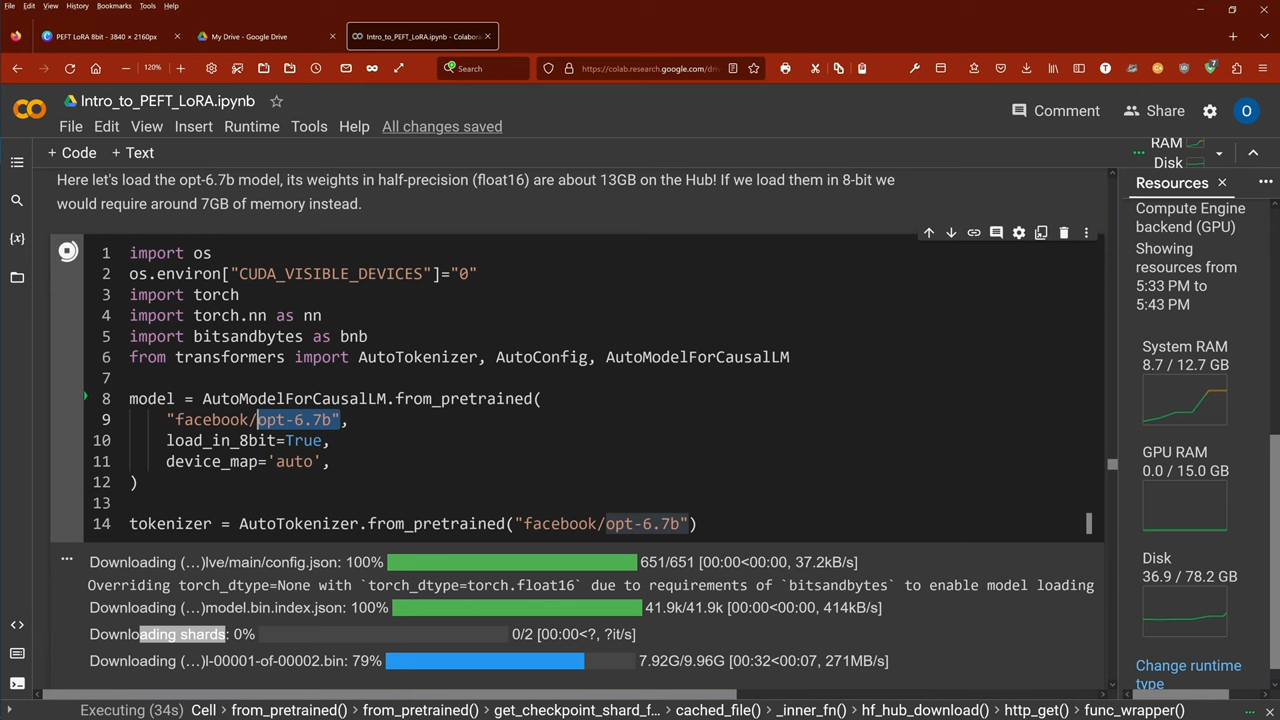 File Edit View History Bookmarks Tools Help
PEFT LoRA 8bit - 3840 × 2160px
My Drive - Google Drive
Intro_to_PEFT_LoRA.ipynb - Colabora
120%
Search
https://colab.research.google.com/driv
Intro_to_PEFT_LoRA.ipynb
Comment
Share
O
File Edit View Insert Runtime Tools Help All changes saved
+ Code + Text
RAM
Disk
Here let's load the opt-6.7b model, its weights in half-precision (float16) are about 13GB on the Hub! If we load them in 8-bit we
would require around 7GB of memory instead.
1 import os
2 os.environ["CUDA_VISIBLE_DEVICES"]="0"
3 import torch
4 import torch.nn as nn
5 import bitsandbytes as bnb
6 from transformers import AutoTokenizer, AutoConfig, AutoModelForCausalLM
7
8 model = AutoModelForCausalLM.from_pretrained(
9 "facebook/opt-6.7b",
10 load_in_8bit=True,
11 device_map='auto',
12 )
13
14 tokenizer = AutoTokenizer.from_pretrained("facebook/opt-6.7b")
Downloading (…)lve/main/config.json: 100% 651/651 [00:00<00:00, 37.2kB/s]
Overriding torch_dtype=None with `torch_dtype=torch.float16` due to requirements of `bitsandbytes` to enable model loading
Downloading (…)model.bin.index.json: 100% 41.9k/41.9k [00:00<00:00, 414kB/s]
Downloading shards: 0% 0/2 [00:00<?, ?it/s]
Downloading (…)l-00001-of-00002.bin: 79% 7.92G/9.96G [00:32<00:07, 271MB/s]
Resources
Compute Engine
backend (GPU)
Showing
resources from
5:33 PM to
5:43 PM
System RAM
8.7 / 12.7 GB
GPU RAM
0.0 / 15.0 GB
Disk
36.9 / 78.2 GB
Change runtime
type
Executing (34s) Cell from_pretrained() from_pretrained() get_checkpoint_shard_f... cached_file() _inner_fn() hf_hub_download() http_get() func_wrapper()